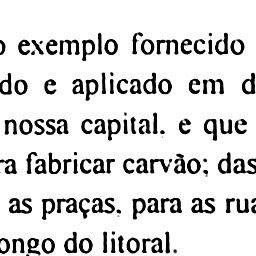 o exemplo fornecido
do e aplicado em d
nossa capital. e que
ra fabricar carvão; das
as praças. para as rua
ongo do litoral.